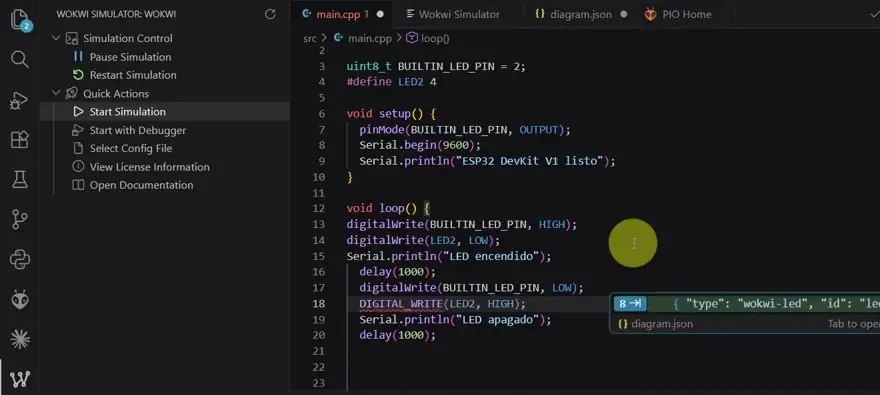 WOKWI SIMULATOR: WOKWI
Simulation Control
Pause Simulation
Restart Simulation
Quick Actions
Start Simulation
Start with Debugger
Select Config File
View License Information
Open Documentation
2
main.cpp 1
Wokwi Simulator
diagram.json
PIO Home
src > main.cpp > loop()
2
3 uint8_t BUILTIN_LED_PIN = 2;
4 #define LED2 4
5
6 void setup() {
7 pinMode(BUILTIN_LED_PIN, OUTPUT);
8 Serial.begin(9600);
9 Serial.println("ESP32 DevKit V1 listo");
10 }
11
12 void loop() {
13 digitalWrite(BUILTIN_LED_PIN, HIGH);
14 digitalWrite(LED2, LOW);
15 Serial.println("LED encendido");
16 delay(1000);
17 digitalWrite(BUILTIN_LED_PIN, LOW);
18 DIGITAL_WRITE(LED2, HIGH);
19 Serial.println("LED apagado");
20 delay(1000);
21
22
23
8 { "type": "wokwi-led", "id": "le
{} diagram.json Tab to open